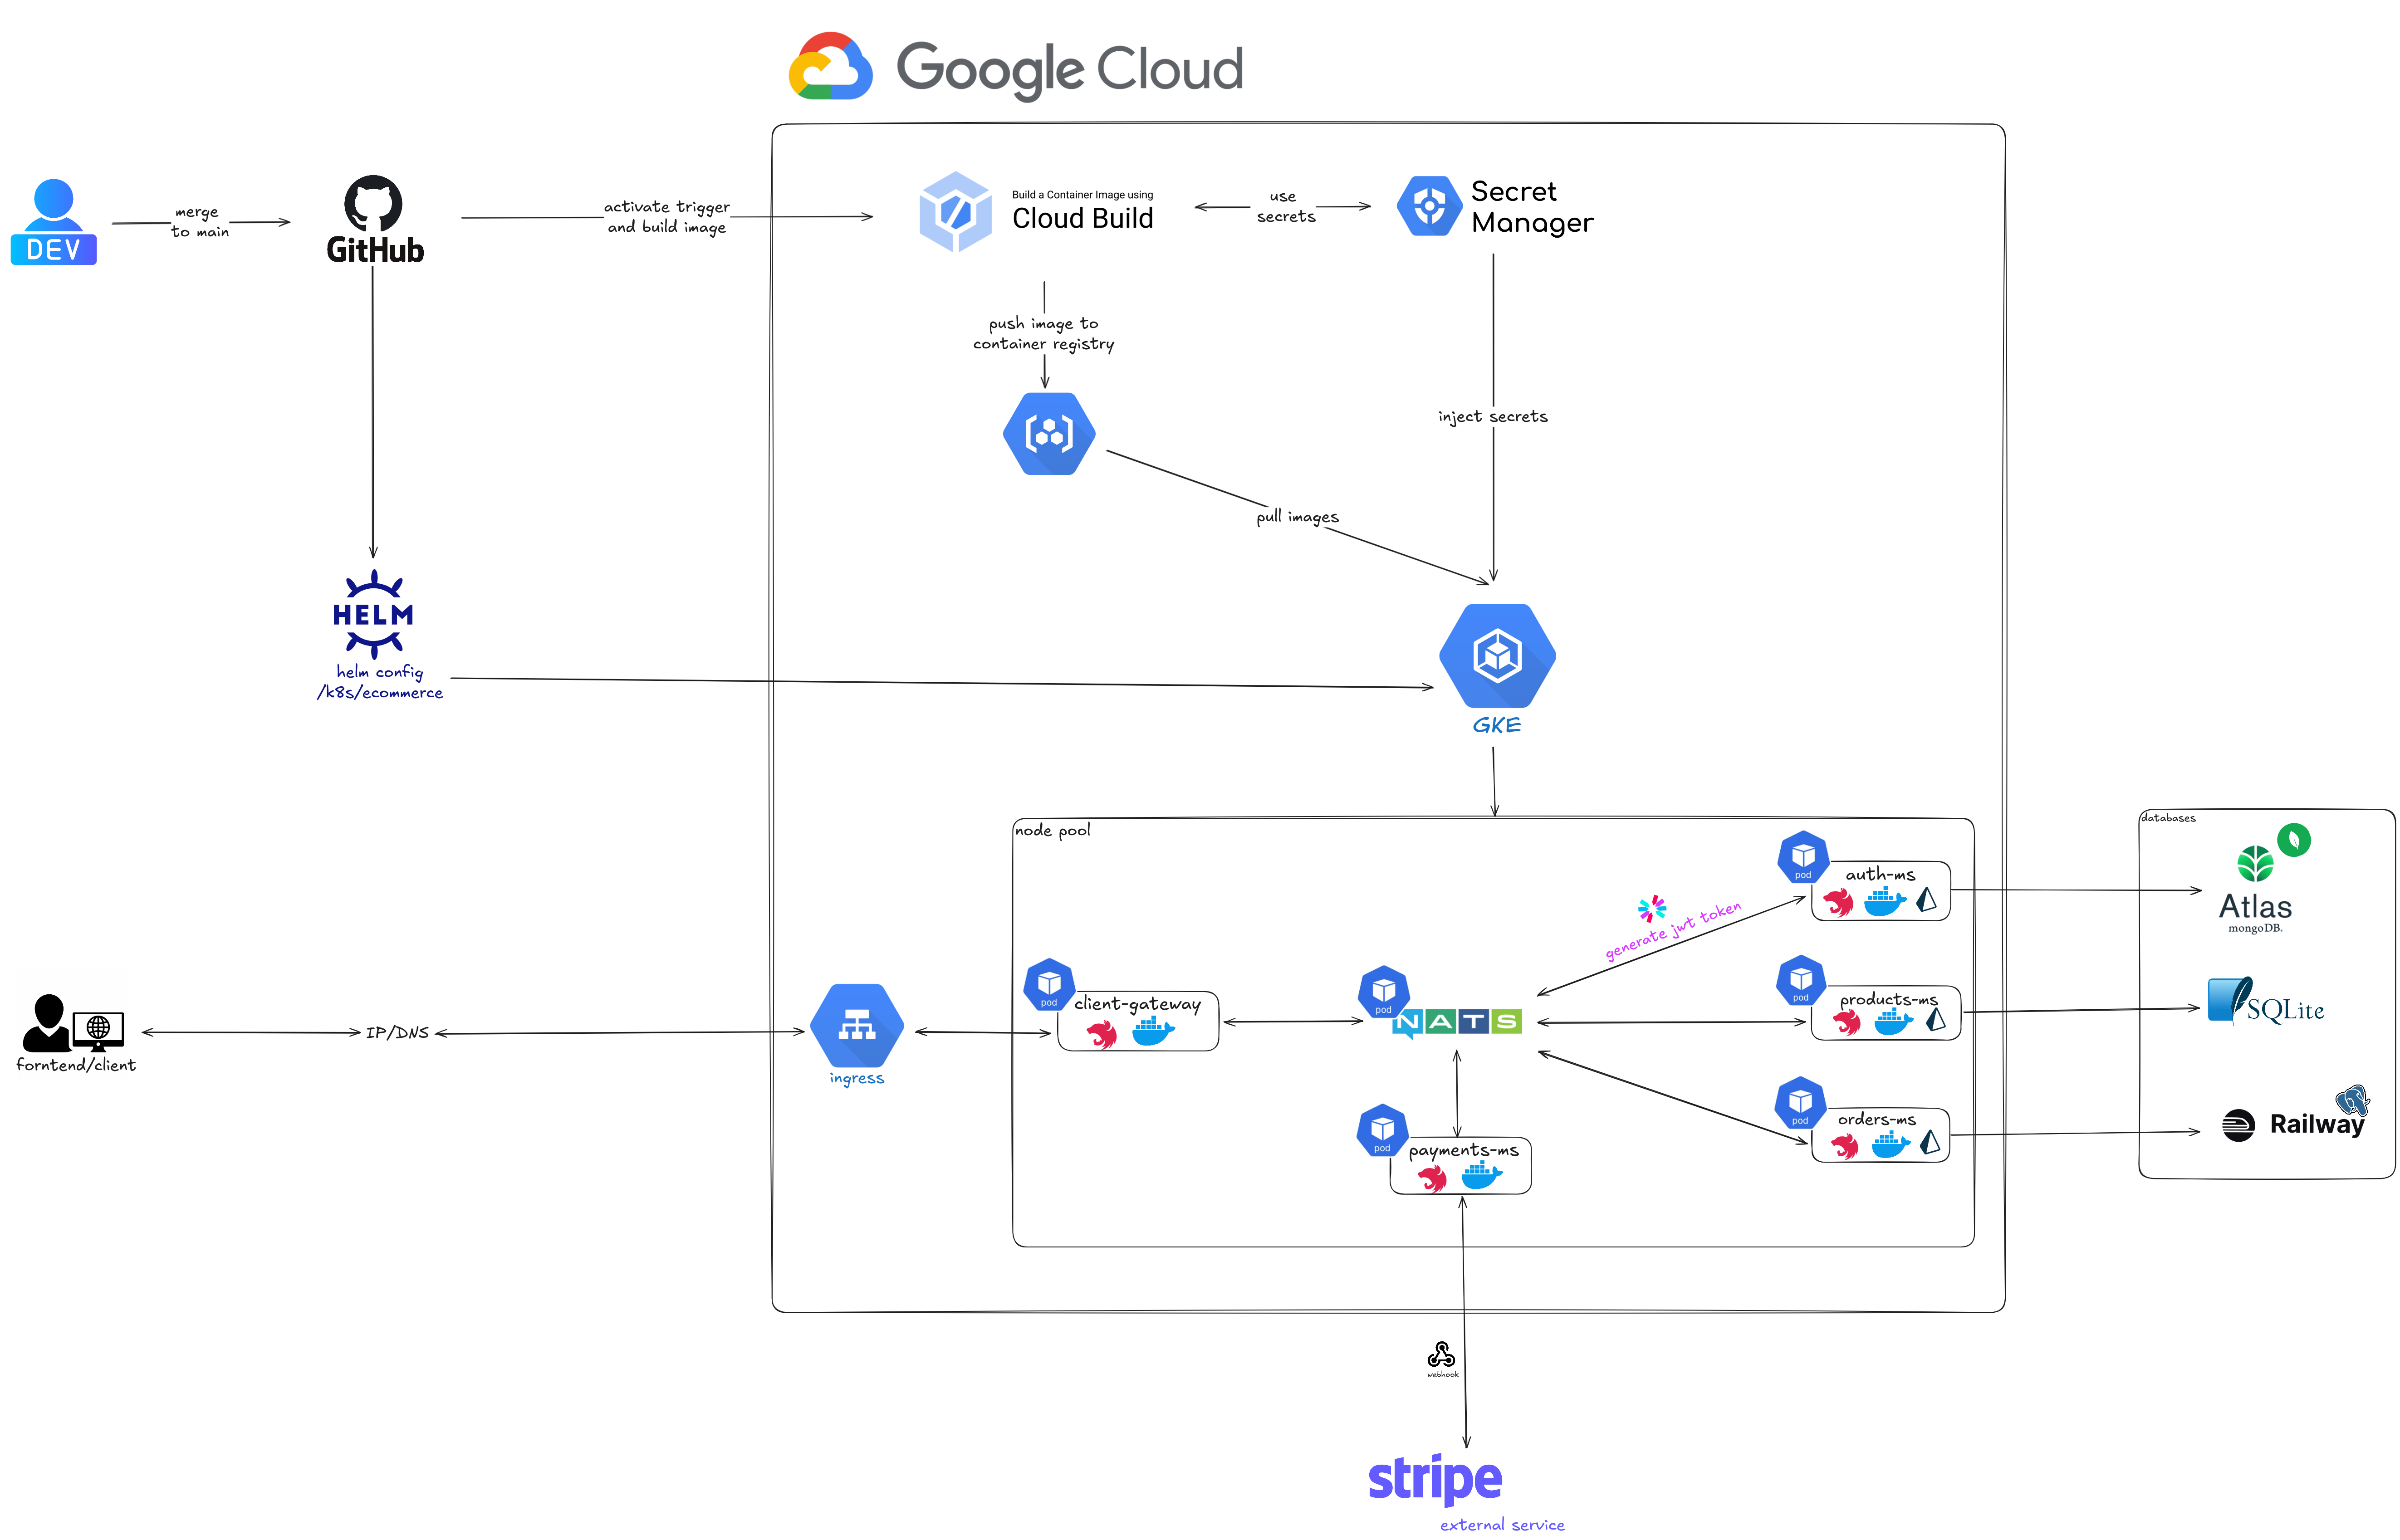 Google Cloud
DEV
merge
to main
GitHub
activate trigger
and build image
Build a Container Image using
Cloud Build
use
secrets
Secret
Manager
push image to
container registry
inject secrets
pull images
HELM
helm config
/k8s/ecommerce
GKE
node pool
databases
pod
auth-ms
Atlas
mongoDB.
generate jwt token
pod
client-gateway
pod
NATS
pod
products-ms
SQLite
forntend/client
IP/DNS
ingress
pod
payments-ms
pod
orders-ms
Railway
webhook
stripe
external service